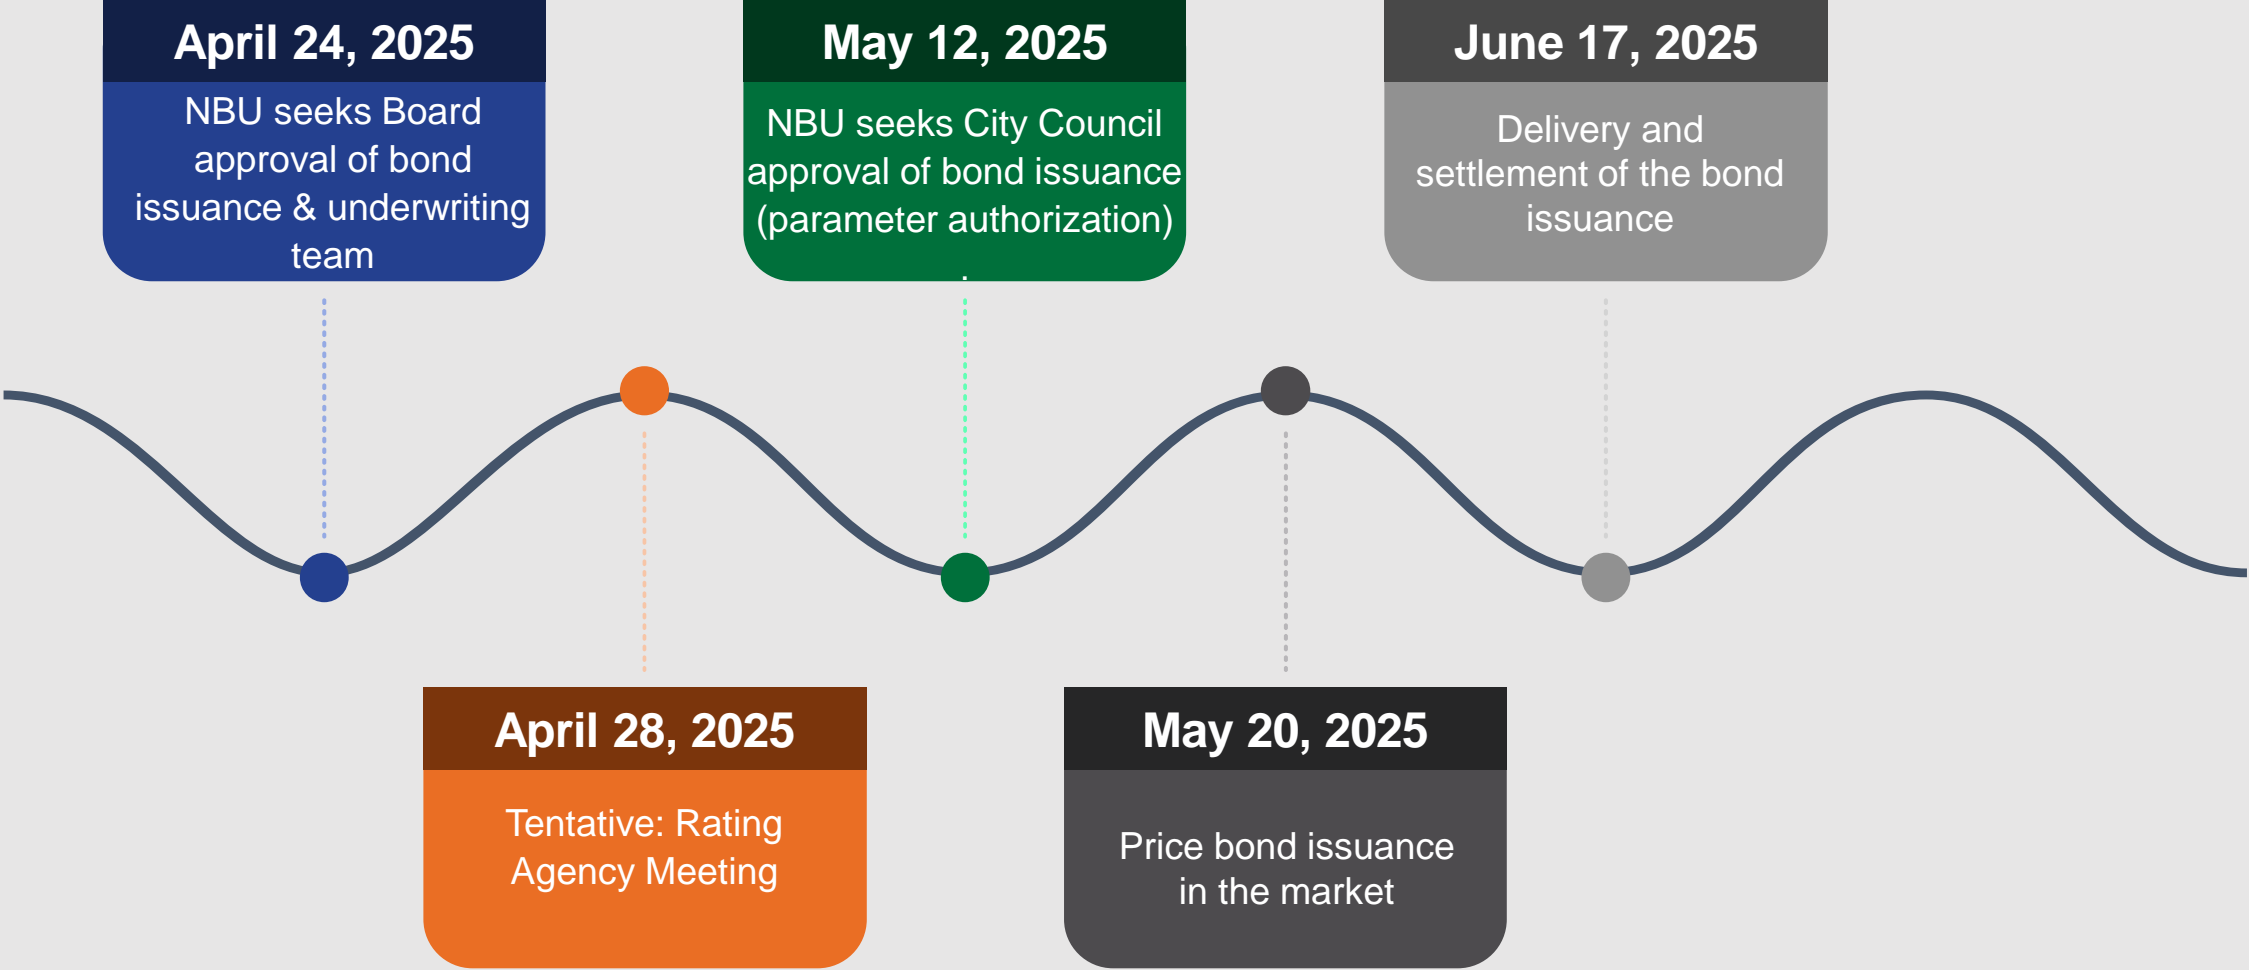 April 24, 2025
NBU seeks Board
approval of bond
issuance & underwriting
team
April 28, 2025
Tentative: Rating
Agency Meeting
May 12, 2025
NBU seeks City Council
approval of bond issuance
(parameter authorization)
.
May 20, 2025
Price bond issuance
in the market
June 17, 2025
Delivery and
settlement of the bond
issuance